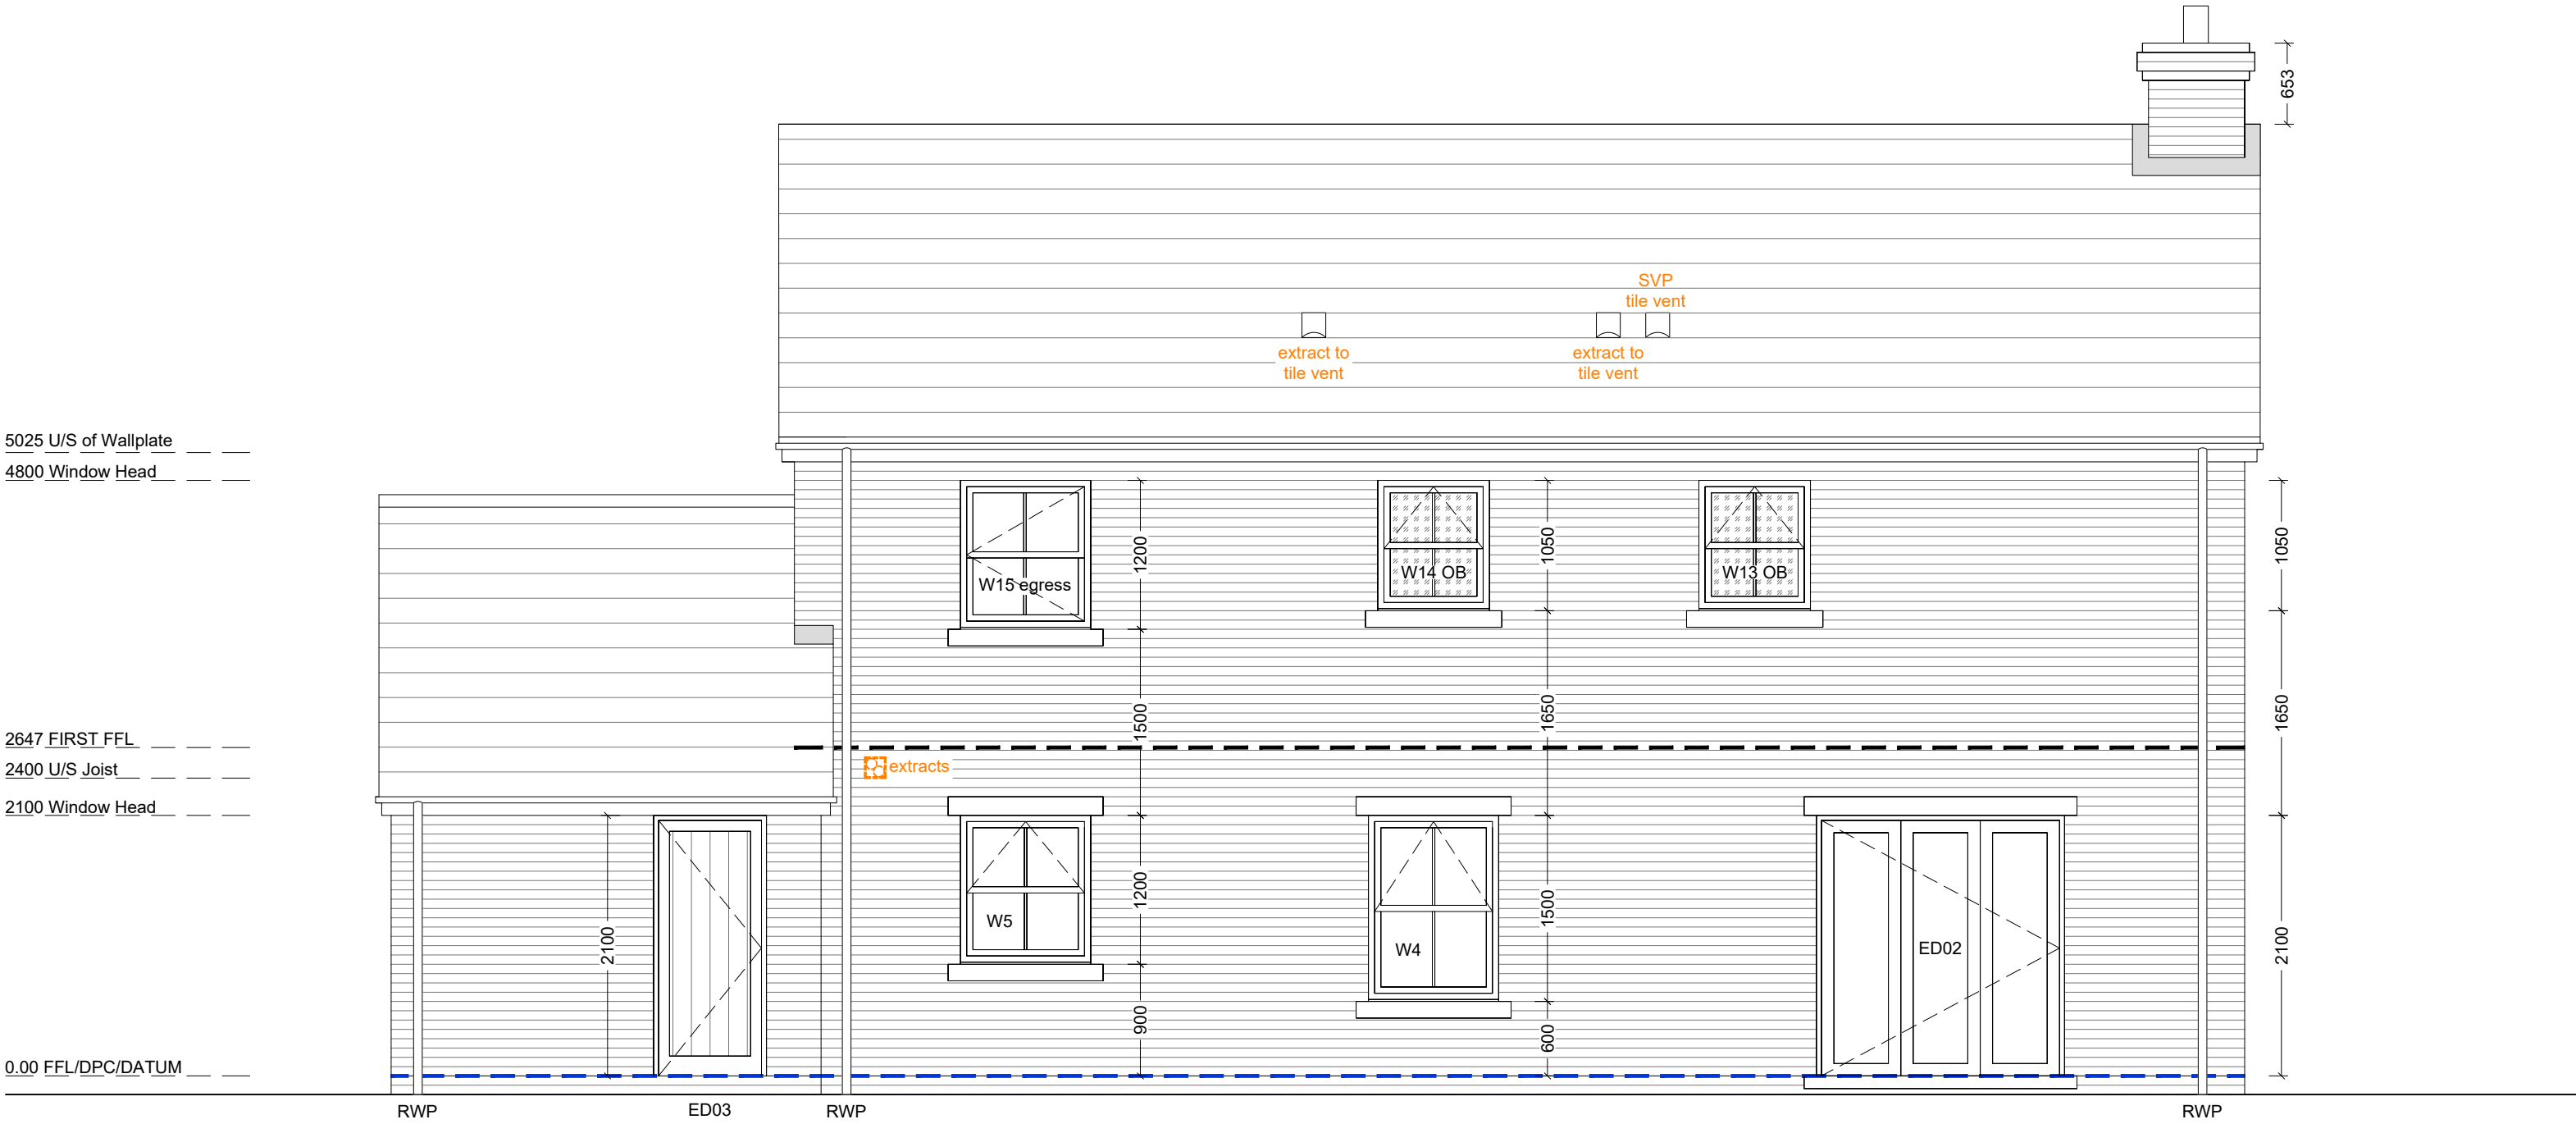 653
SVP
tile vent
extract to
tile vent
extract to
tile vent
5025 U/S of Wallplate
4800 Window Head
1200
1050
1050
W15 egress
W14 OB
W13 OB
1500
1650
1650
2647 FIRST FFL
2400 U/S Joist
extracts
2100 Window Head
2100
1200
1500
2100
W5
W4
ED02
900
600
0.00 FFL/DPC/DATUM
RWP
ED03
RWP
RWP